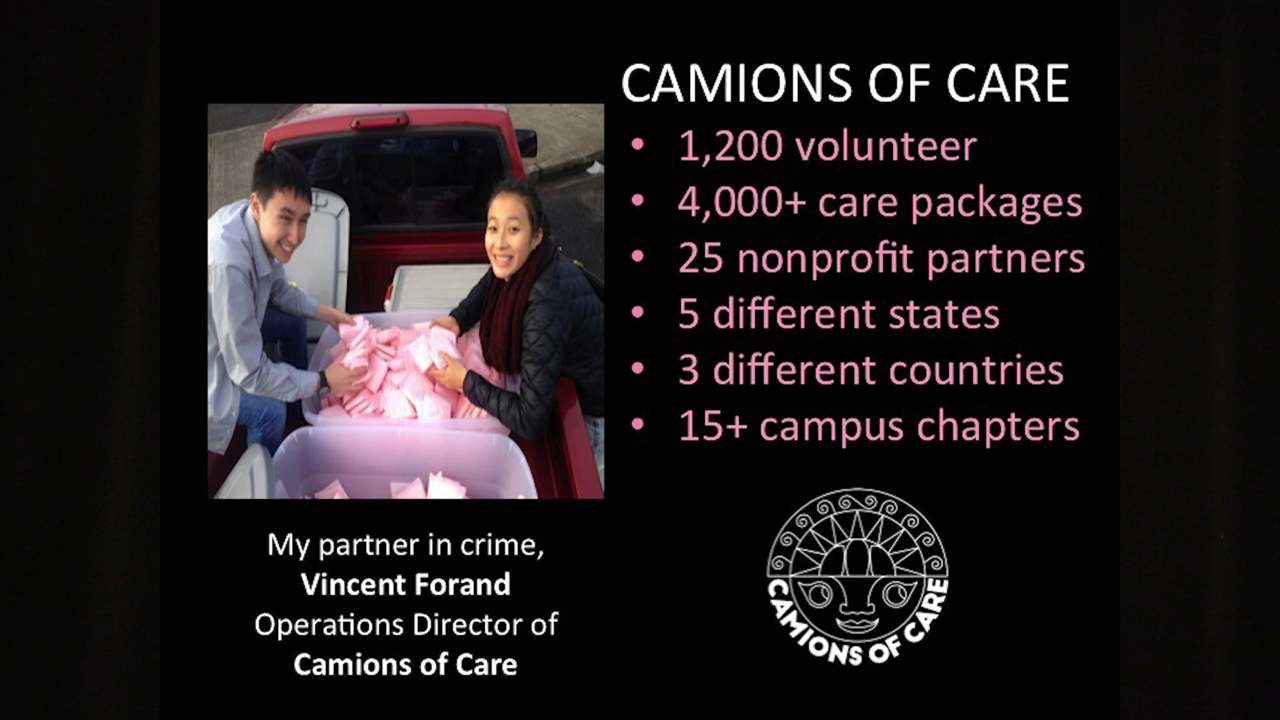 CAMIONS OF CARE
• 1,200 volunteer
• 4,000+ care packages
• 25 nonprofit partners
• 5 different states
• 3 different countries
• 15+ campus chapters
My partner in crime,
Vincent Forand
Operations Director of
Camions of Care
CAMIONS OF CARE